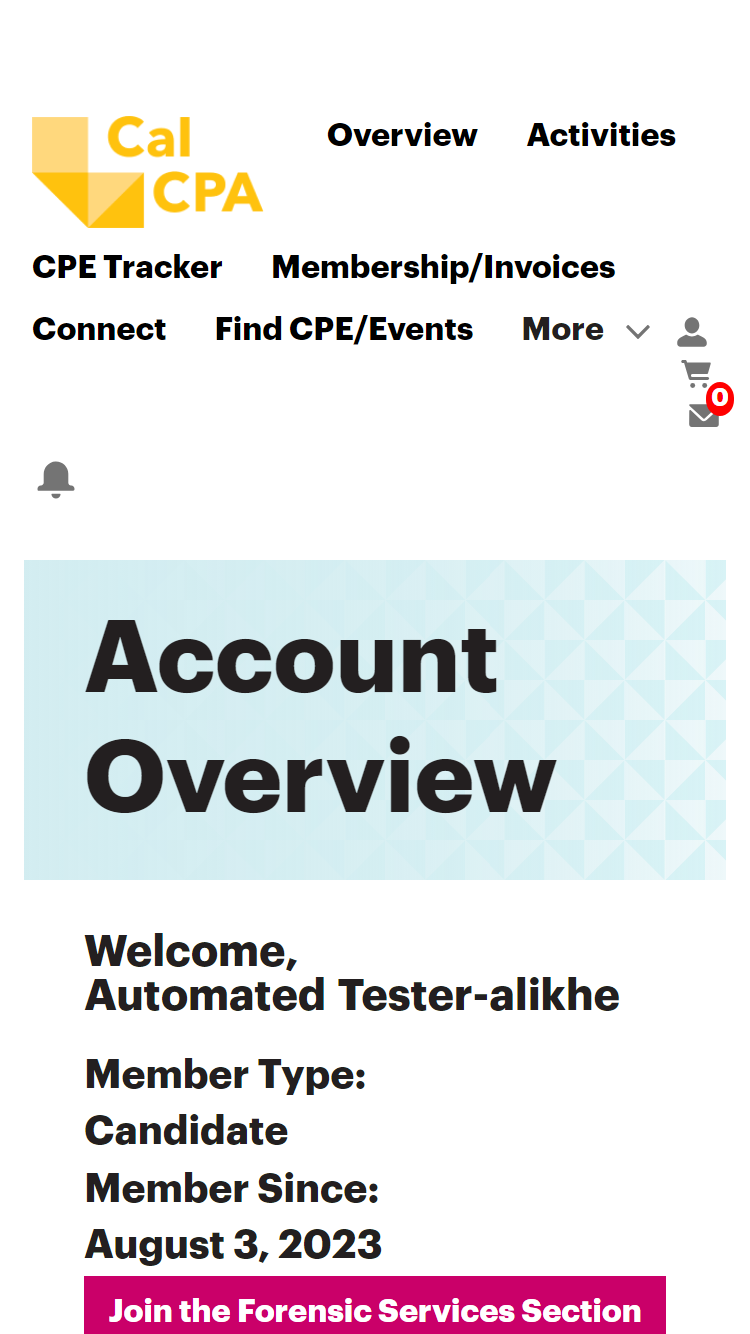 Cal
CPA
Overview Activities
CPE Tracker Membership/Invoices
Connect Find CPE/Events More
0
Account
Overview
Welcome,
Automated Tester-alikhe
Member Type:
Candidate
Member Since:
August 3, 2023
Join the Forensic Services Section